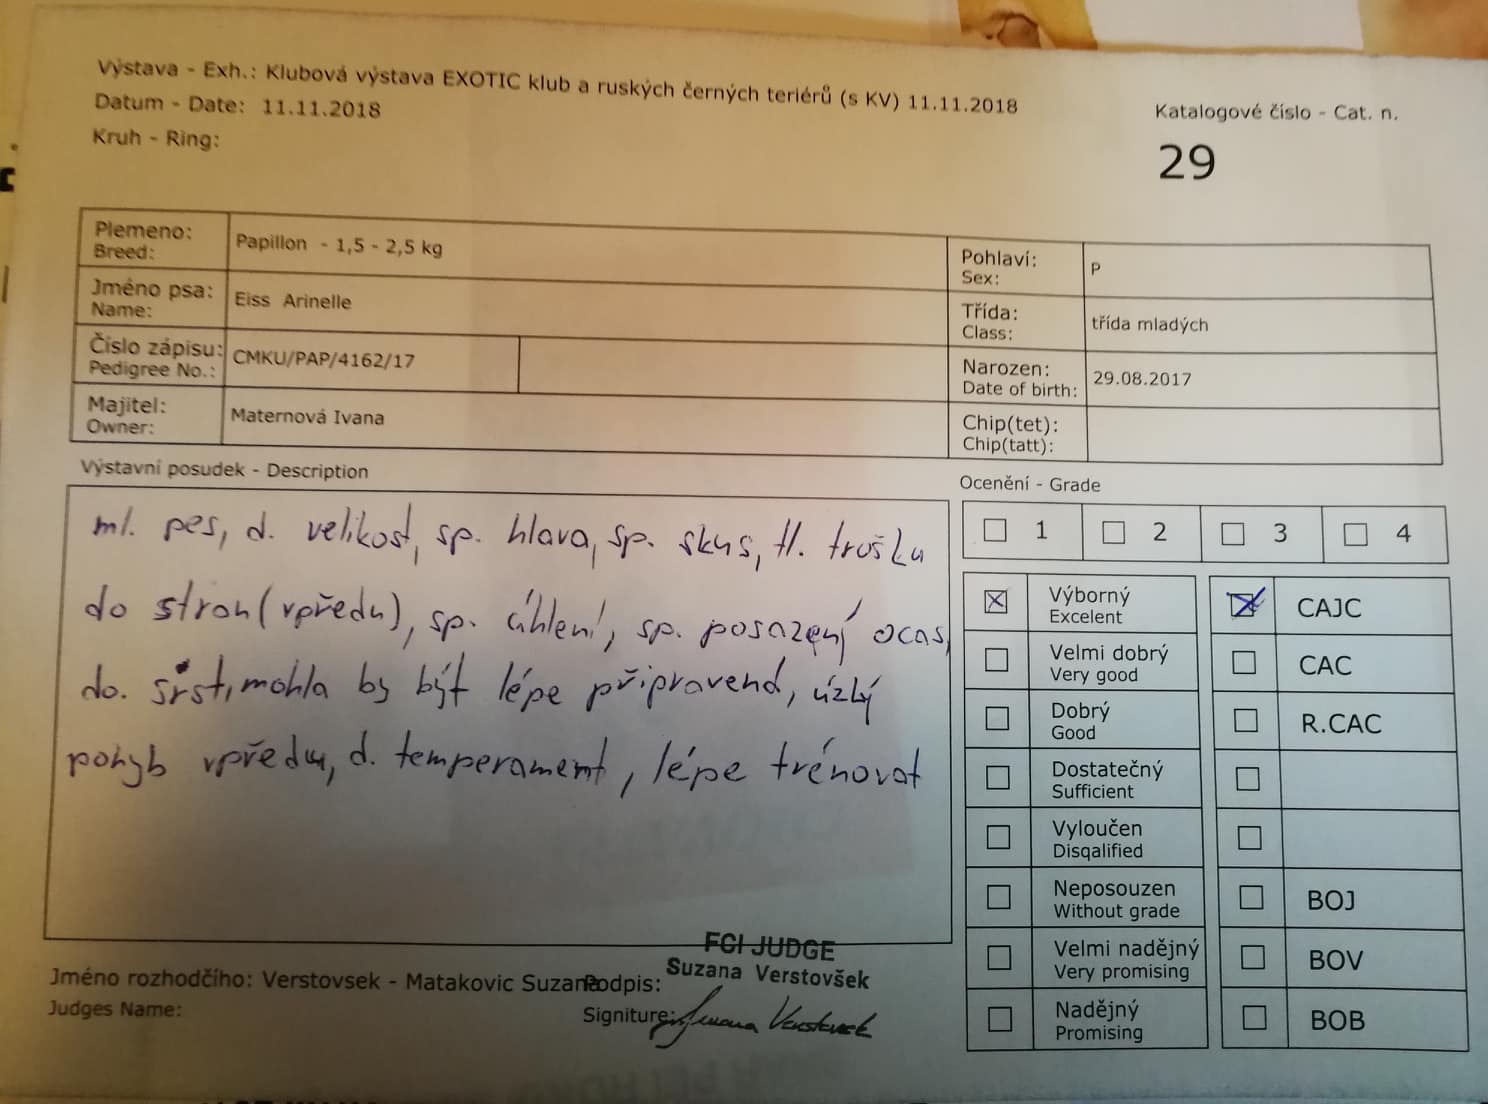 Výstava - Exh.: Klubová výstava EXOTIC klub a ruských černých teriérů (s KV) 11.11.2018
Datum - Date: 11.11.2018
Kruh - Ring:
Katalogové číslo - Cat. n.
29
Plemeno:
Breed:
Papillon - 1,5 - 2,5 kg
Pohlaví:
Sex:
P
Jméno psa:
Name:
Eiss Arinelle
Třída:
Class:
třída mladých
Číslo zápisu:
Pedigree No.:
CMKU/PAP/4162/17
Narozen:
Date of birth:
29.08.2017
Majitel:
Owner:
Maternová Ivana
Chip(tet):
Chip(tatt):
Výstavní posudek - Description
ml. pes, d. velikost, sp. hlava, sp. skus, tl. trošku
do stron (vpředu), sp. úhlení, sp. posazený ocas,
do. srst, mohla by být lépe připravená, úzký
pohyb vpředu, d. temperament, lépe trénovat
Ocenění - Grade
1 2 3 4
Výborný
Excelent
CAJC
Velmi dobrý
Very good
CAC
Dobrý
Good
R.CAC
Dostatečný
Sufficient
Vyloučen
Disqalified
Neposouzen
Without grade
BOJ
Velmi nadějný
Very promising
BOV
Nadějný
Promising
BOB
Jméno rozhodčího: Verstovsek - Matakovic Suzana
Judges Name:
Podpis:
Signiture:
FCI JUDGE
Suzana Verstovšek
Suzana Verstovsek